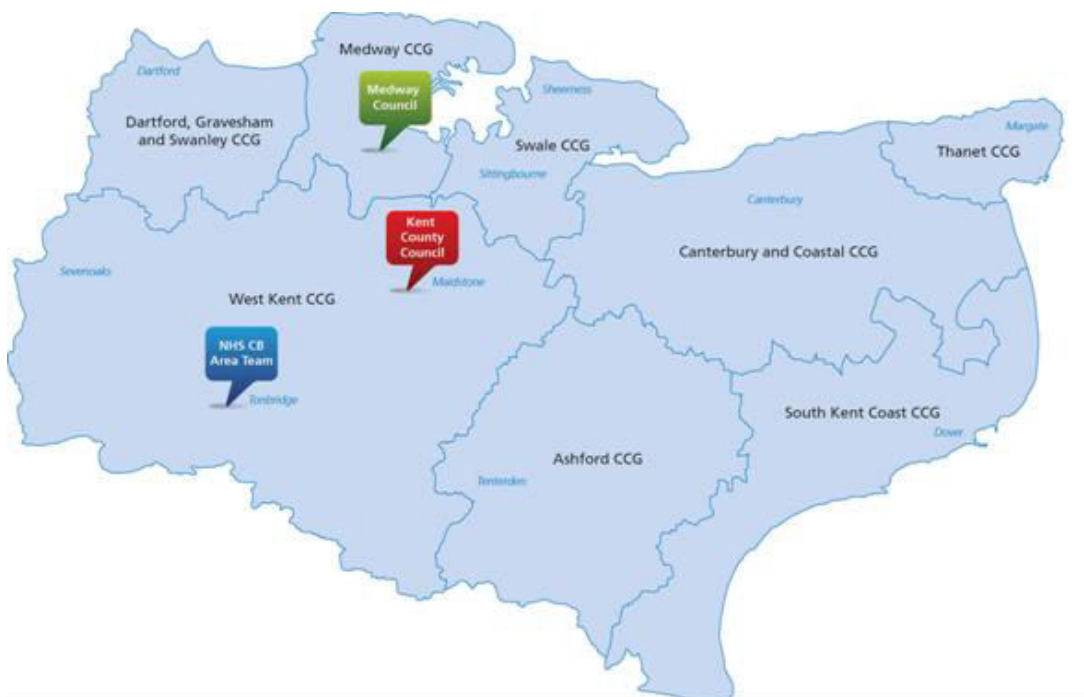 Medway CCG
Dartford
Medway
Council
Sheerness
Dartford, Gravesham
and Swanley CCG
Swale CCG
Margate
Thanet CCG
Sittingbourne
Canterbury
Kent
County
Council
Canterbury and Coastal CCG
Sevenoaks
Maidstone
West Kent CCG
NHS CB
Area Team
Tonbridge
South Kent Coast CCG
Dover
Ashford CCG
Tenterden